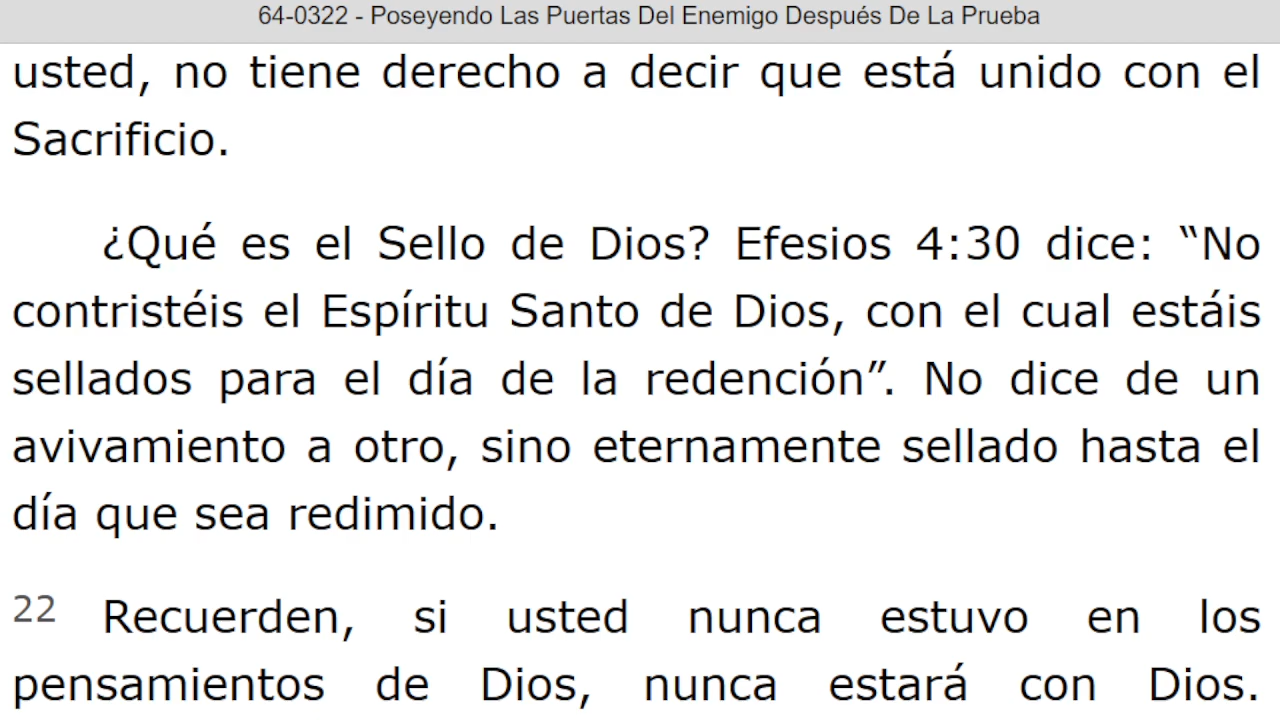 64-0322 - Poseyendo Las Puertas Del Enemigo Después De La Prueba
usted, no tiene derecho a decir que está unido con el
Sacrificio.
¿Qué es el Sello de Dios? Efesios 4:30 dice: “No
contristéis el Espíritu Santo de Dios, con el cual estáis
sellados para el día de la redención”. No dice de un
avivamiento a otro, sino eternamente sellado hasta el
día que sea redimido.
22 Recuerden, si usted nunca estuvo en los
pensamientos de Dios, nunca estará con Dios.